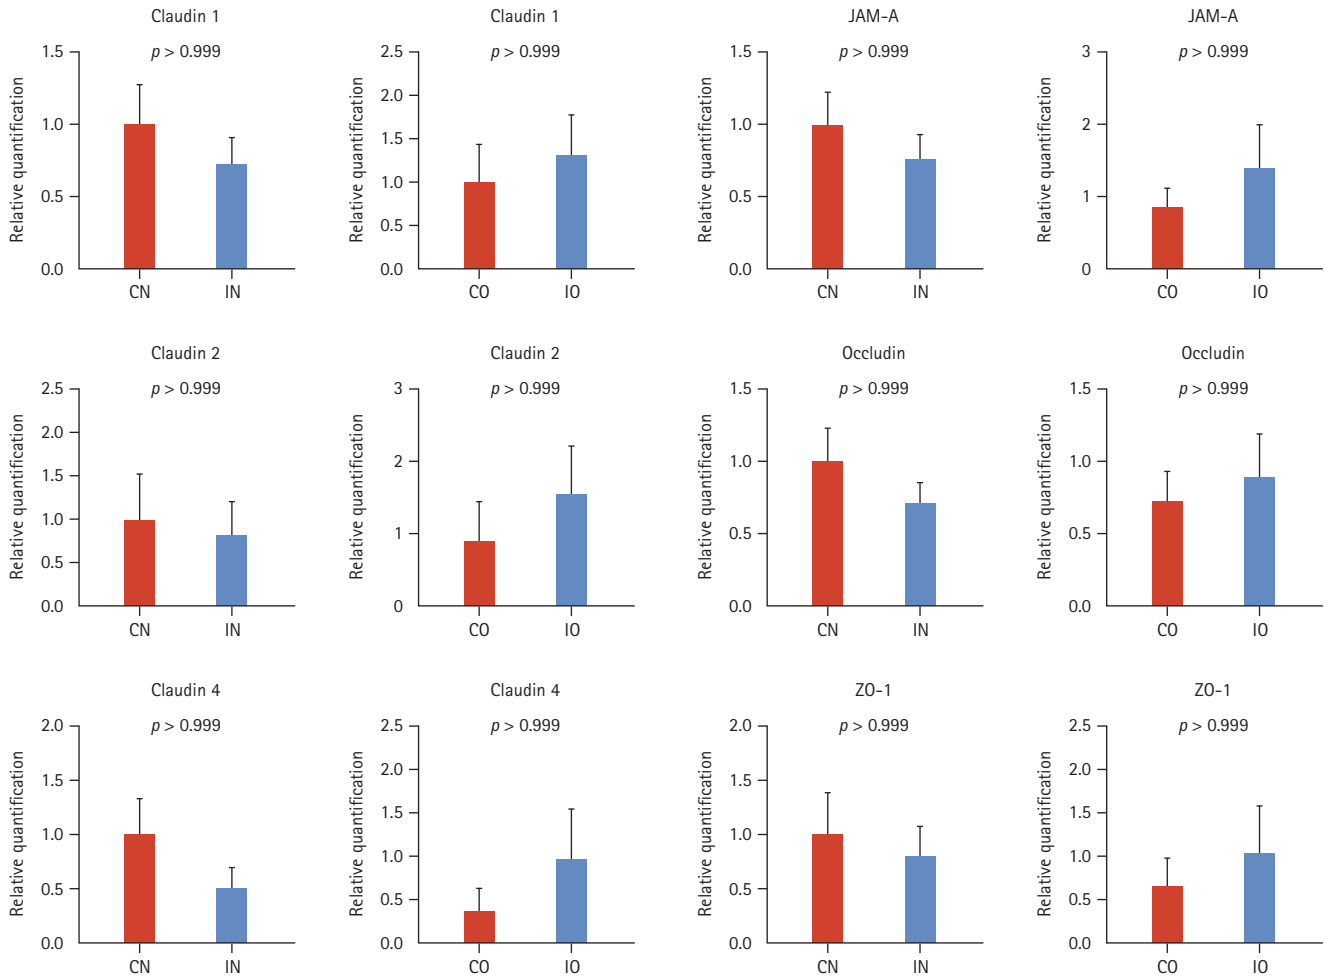 Claudin 1
p > 0.999
Relative quantification
1.5
1.0
0.5
0.0
CN IN
Claudin 1
p > 0.999
Relative quantification
2.5
2.0
1.5
1.0
0.5
0.0
CO IO
JAM-A
p > 0.999
Relative quantification
1.5
1.0
0.5
0.0
CN IN
JAM-A
p > 0.999
Relative quantification
3
2
1
0
CO IO
Claudin 2
p > 0.999
Relative quantification
2.5
2.0
1.5
1.0
0.5
0.0
CN IN
Claudin 2
p > 0.999
Relative quantification
3
2
1
0
CO IO
Occludin
p > 0.999
Relative quantification
1.5
1.0
0.5
0.0
CN IN
Occludin
p > 0.999
Relative quantification
1.5
1.0
0.5
0.0
CO IO
Claudin 4
p > 0.999
Relative quantification
2.0
1.5
1.0
0.5
0.0
CN IN
Claudin 4
p > 0.999
Relative quantification
2.5
2.0
1.5
1.0
0.5
0.0
CO IO
ZO-1
p > 0.999
Relative quantification
2.0
1.5
1.0
0.5
0.0
CN IN
ZO-1
p > 0.999
Relative quantification
2.5
2.0
1.5
1.0
0.5
0.0
CO IO